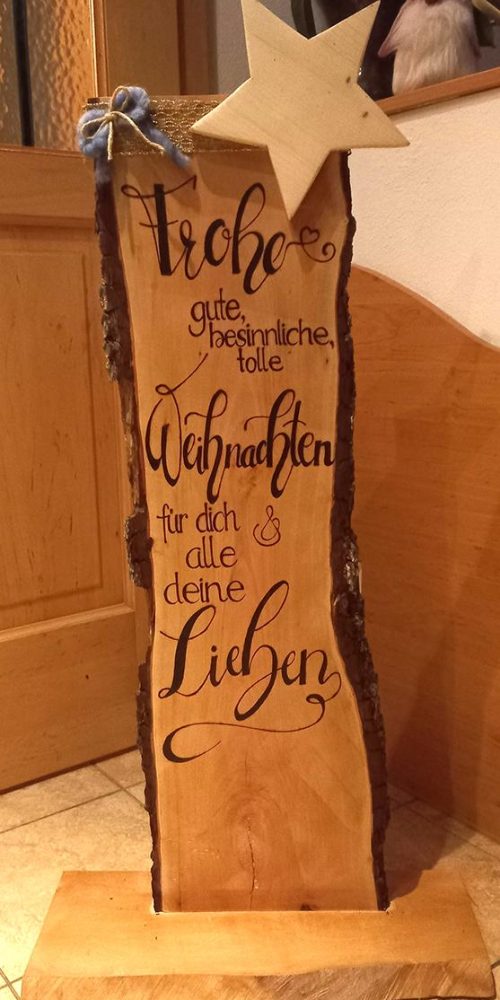 Frohe
gute,
besinnliche,
tolle
Weihnachten
für dich &
alle
deine
Lieben